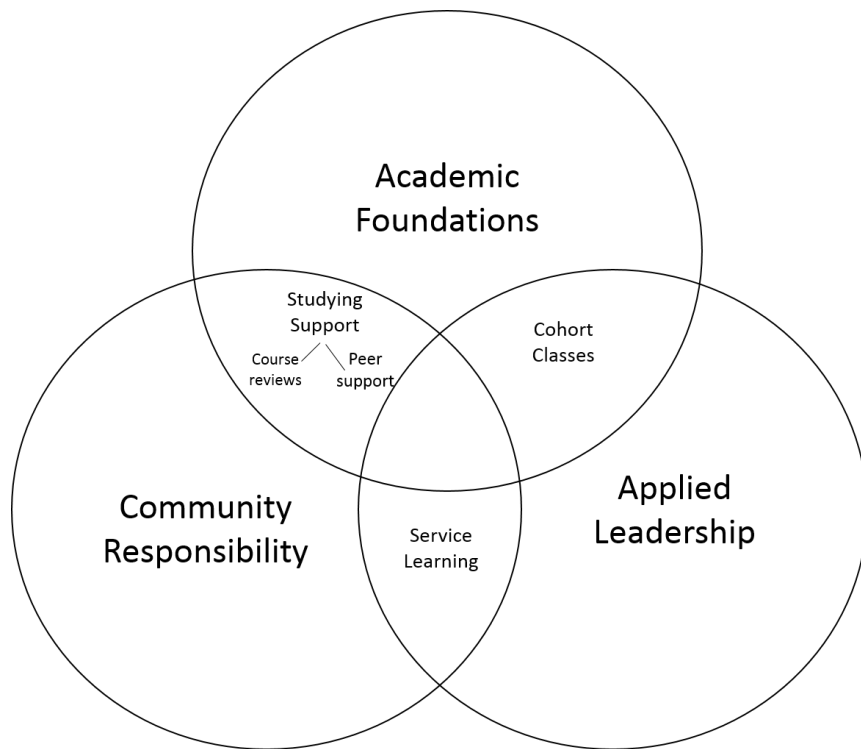 Academic
Foundations
Studying
Support
Course
reviews
Peer
support
Cohort
Classes
Community
Responsibility
Applied
Leadership
Service
Learning